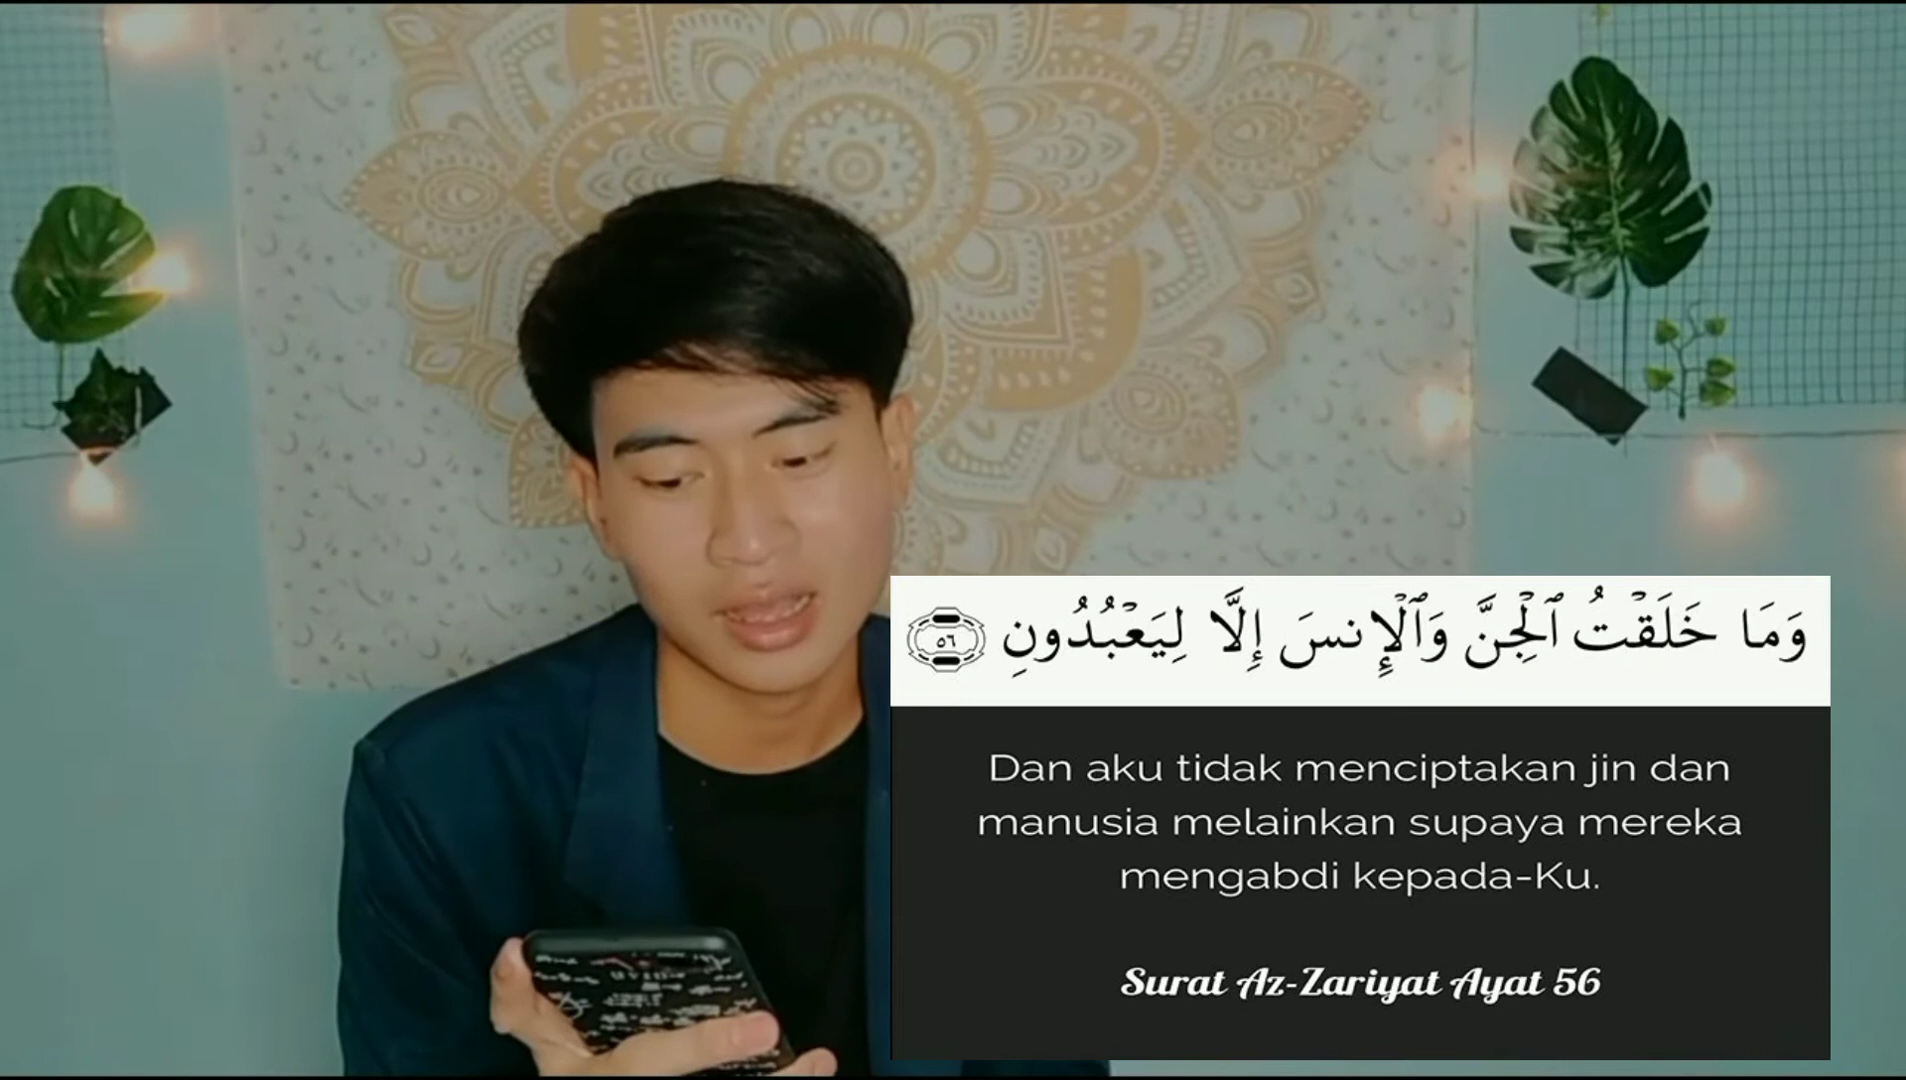 وَمَا خَلَقْتُ ٱلْجِنَّ وَٱلْإِنسَ إِلَّا لِيَعْبُدُونِ ٥٦
Dan aku tidak menciptakan jin dan
manusia melainkan supaya mereka
mengabdi kepada-Ku.
Surat Az-Zariyat Ayat 56